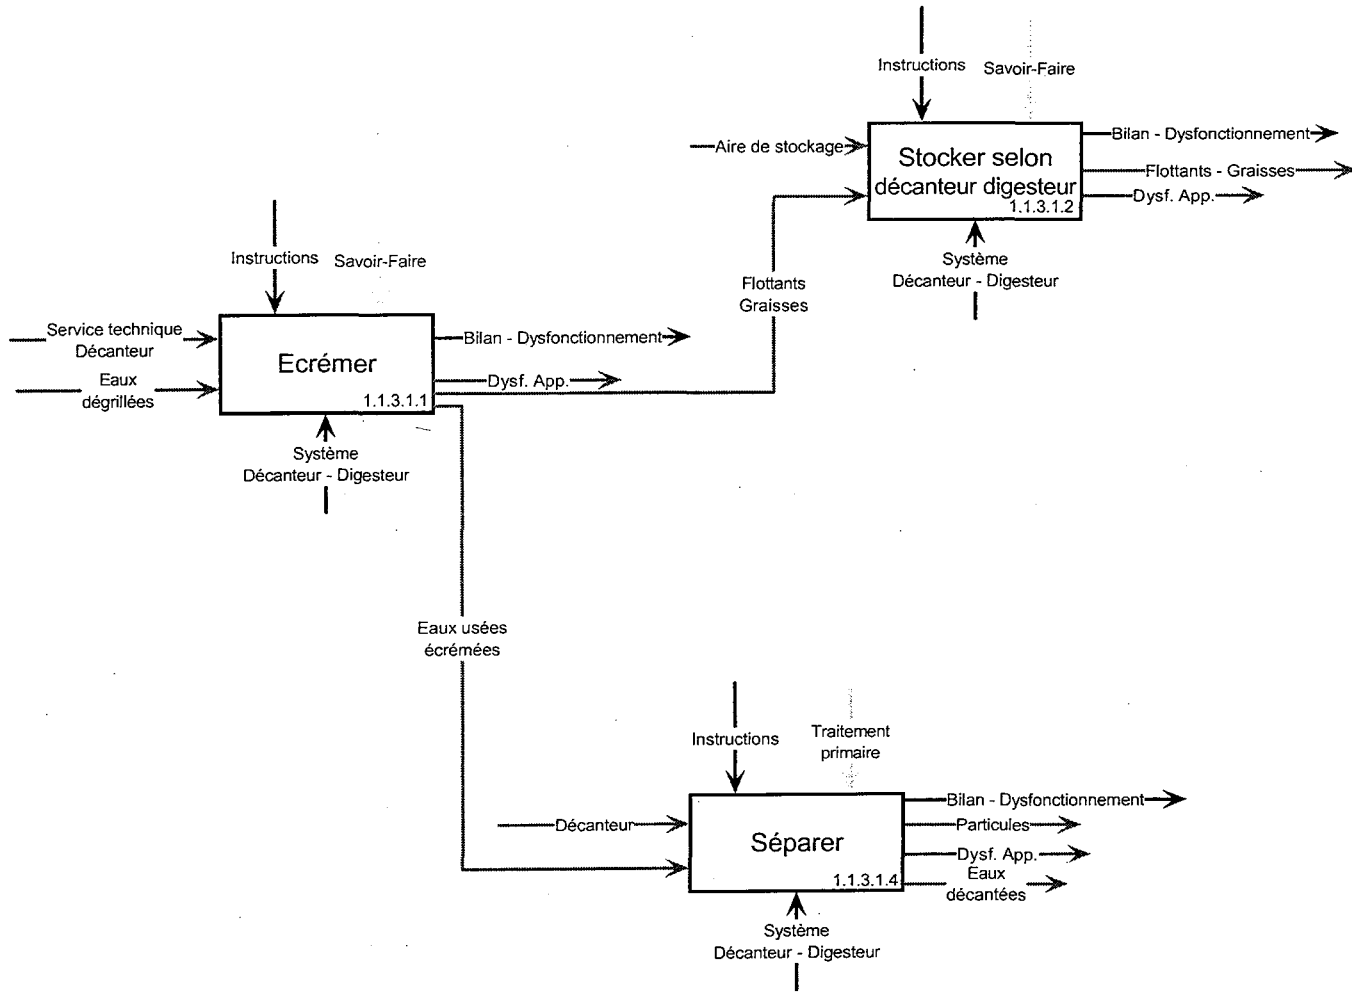 Instructions
Savoir-Faire
Aire de stockage
Stocker selon
décanteur digesteur
1.1.3.1.2
Bilan - Dysfonctionnement
Flottants - Graisses
Dysf. App.
Système
Décanteur - Digesteur
Instructions
Savoir-Faire
Flottants
Graisses
Service technique
Décanteur
Eaux
dégrillées
Ecrémer
1.1.3.1.1
Bilan - Dysfonctionnement
Dysf. App.
Système
Décanteur - Digesteur
Eaux usées
écrémées
Instructions
Traitement
primaire
Décanteur
Séparer
1.1.3.1.4
Bilan - Dysfonctionnement
Particules
Dysf. App.
Eaux
décantées
Système
Décanteur - Digesteur